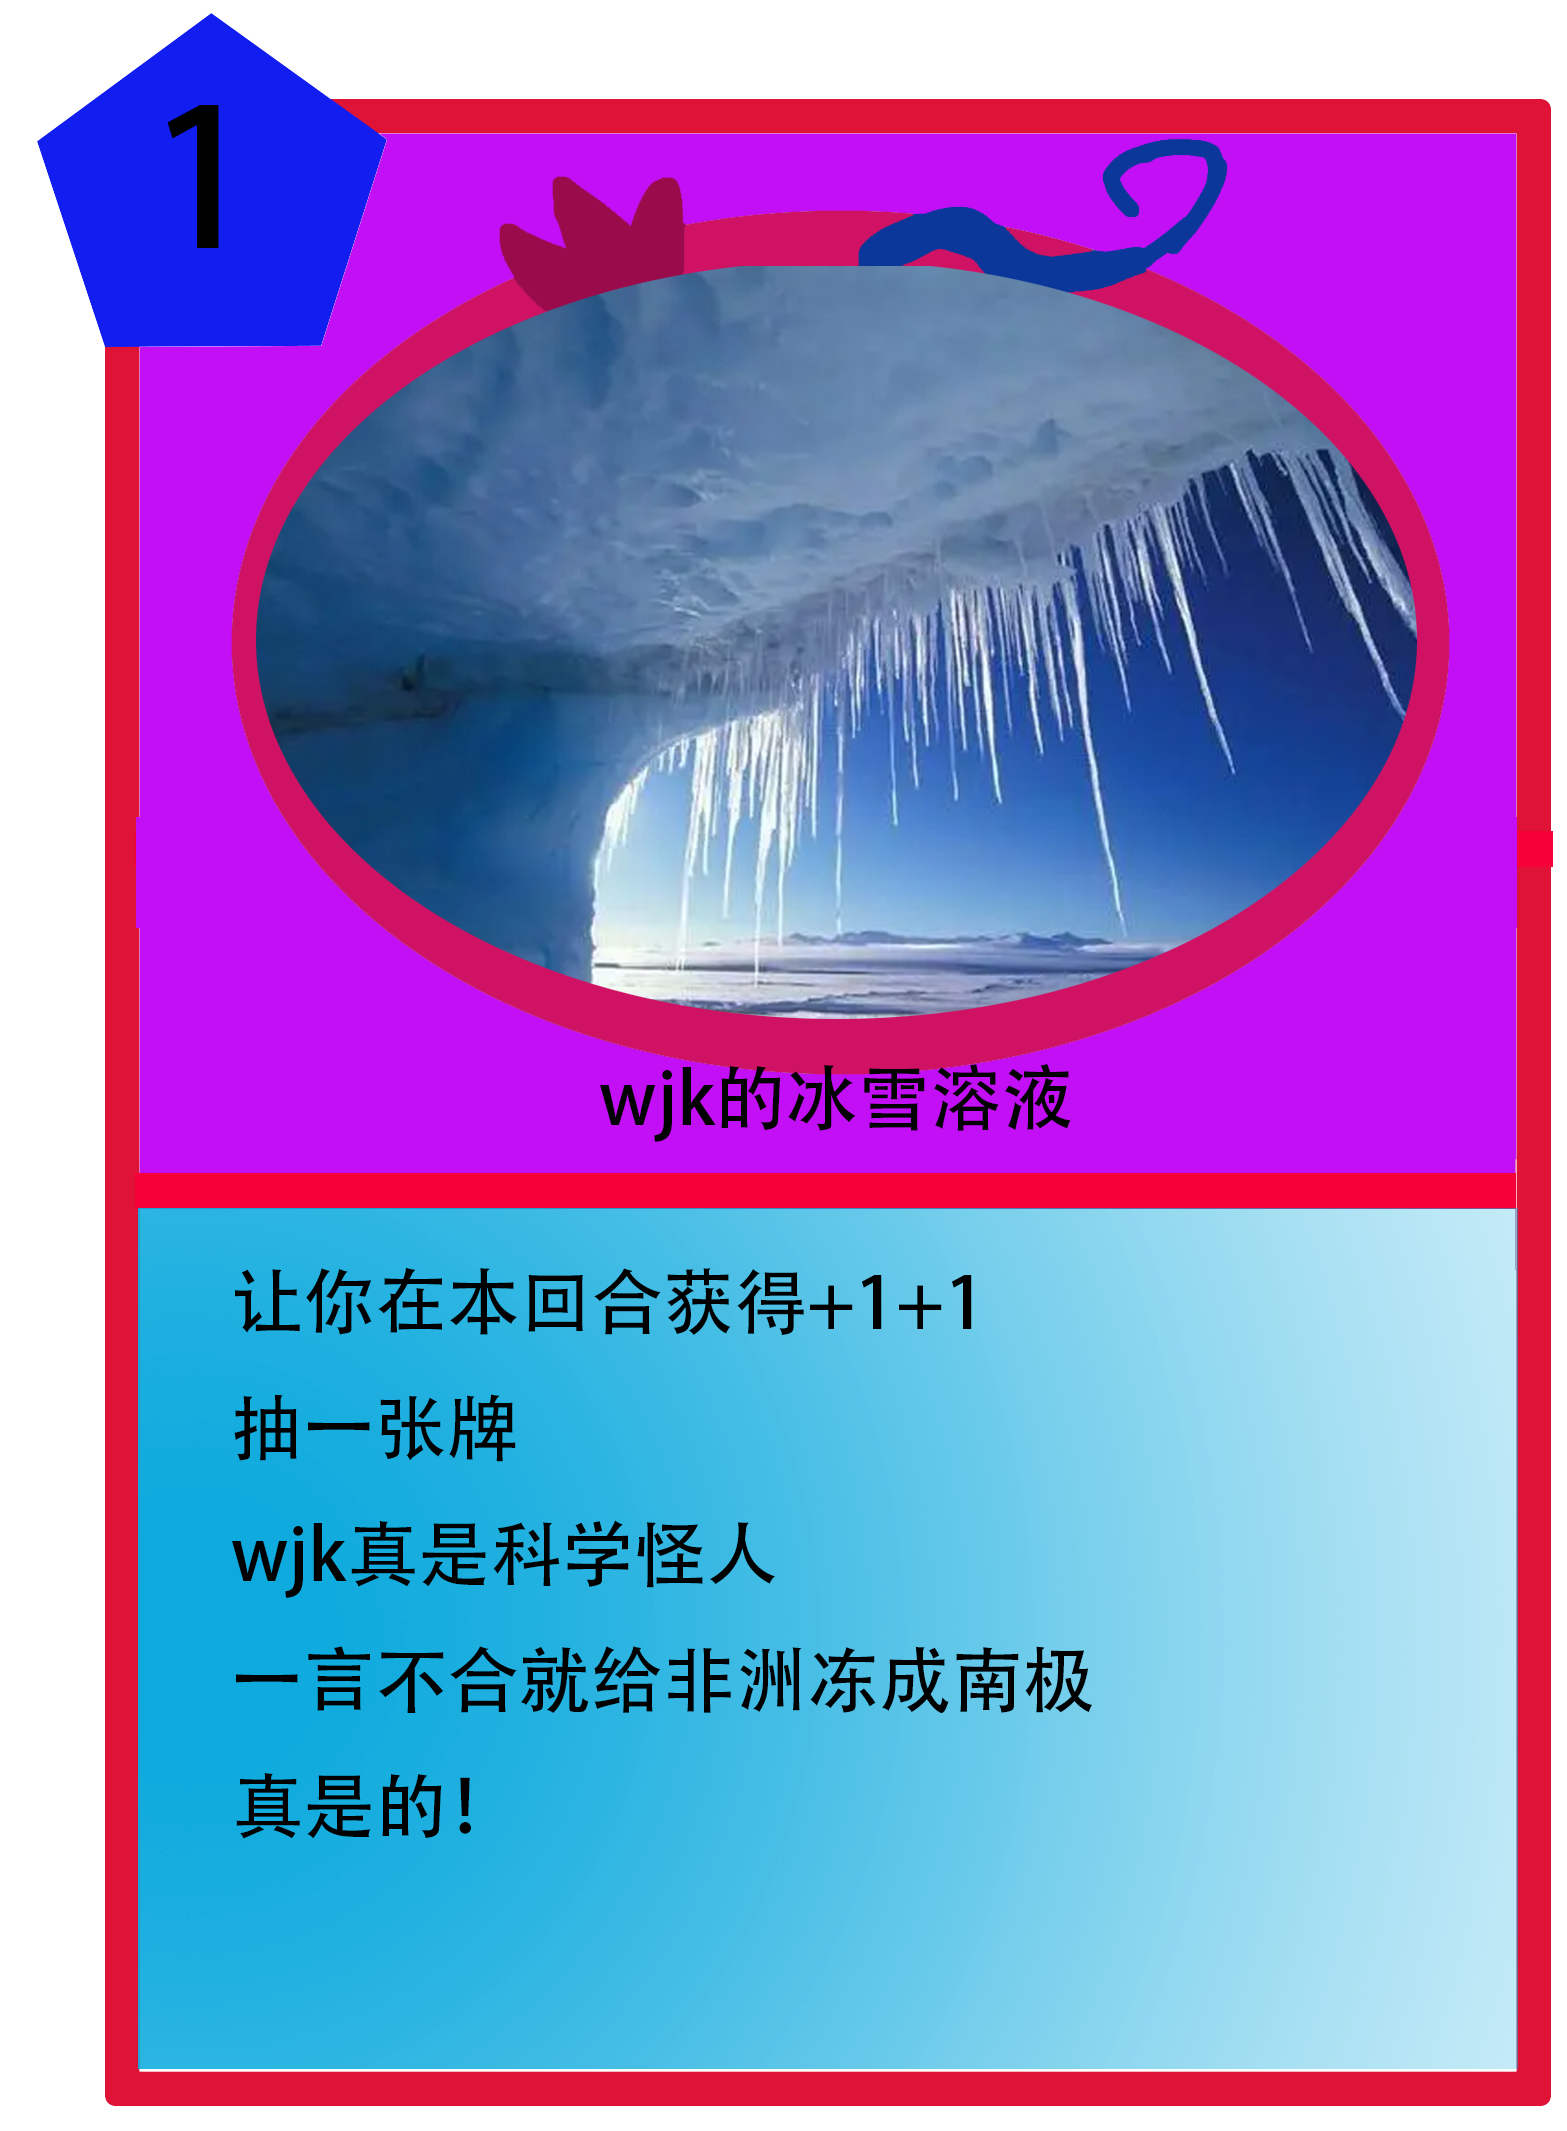 1
wjk的冰雪溶液
让你在本回合获得+1+1
抽一张牌
wjk真是科学怪人
一言不合就给非洲冻成南极
真是的!